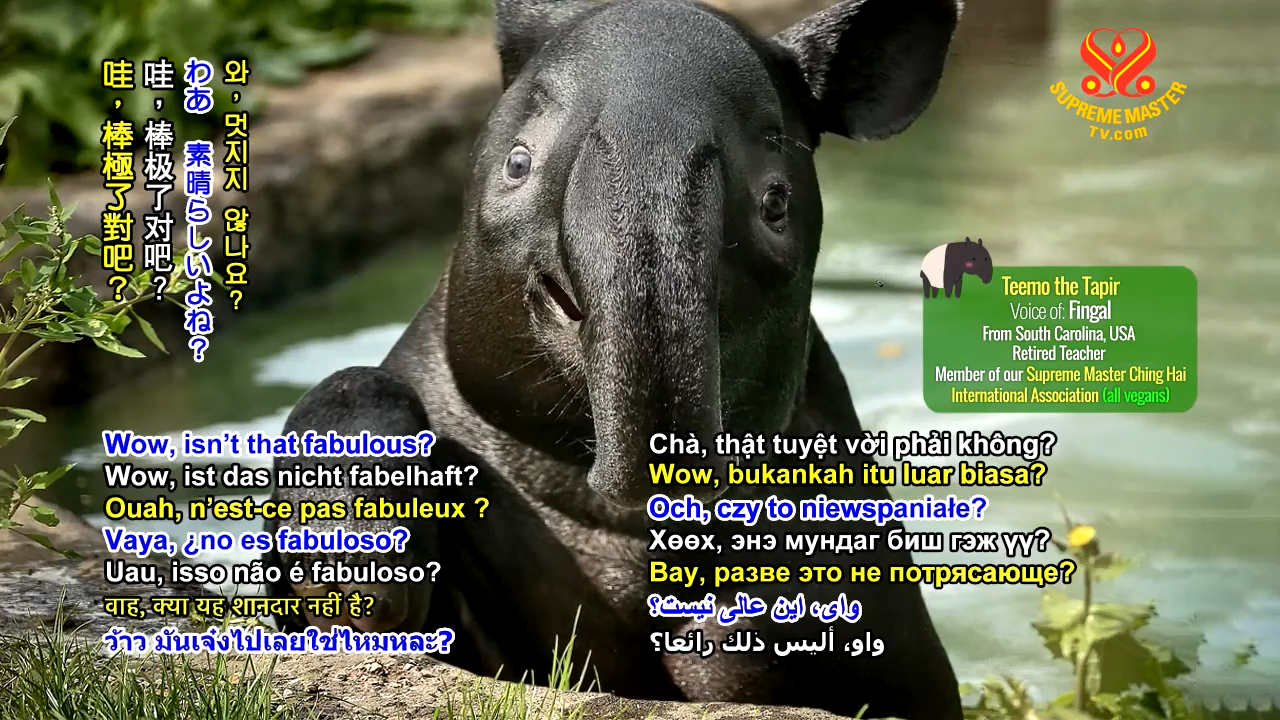 哇，棒極了對吧？
哇，棒极了对吧？
わあ 素晴らしいよね？
와, 멋지지 않나요?
SUPREME MASTER
TV.com
Teemo the Tapir
Voice of: Fingal
From South Carolina, USA
Retired Teacher
Member of our Supreme Master Ching Hai
International Association (all vegans)
Wow, isn't that fabulous?
Wow, ist das nicht fabelhaft?
Ouah, n'est-ce pas fabuleux ?
Vaya, ¿no es fabuloso?
Uau, isso não é fabuloso?
वाह, क्या यह शानदार नहीं है?
ว้าว มันเจ๋งไปเลยใช่ไหมหละ?
Chà, thật tuyệt vời phải không?
Wow, bukankah itu luar biasa?
Och, czy to niewspaniałe?
Хөөх, энэ мундаг биш гэж үү?
Вау, разве это не потрясающе?
وای، این عالی نیست؟
واو، أليس ذلك رائعا؟